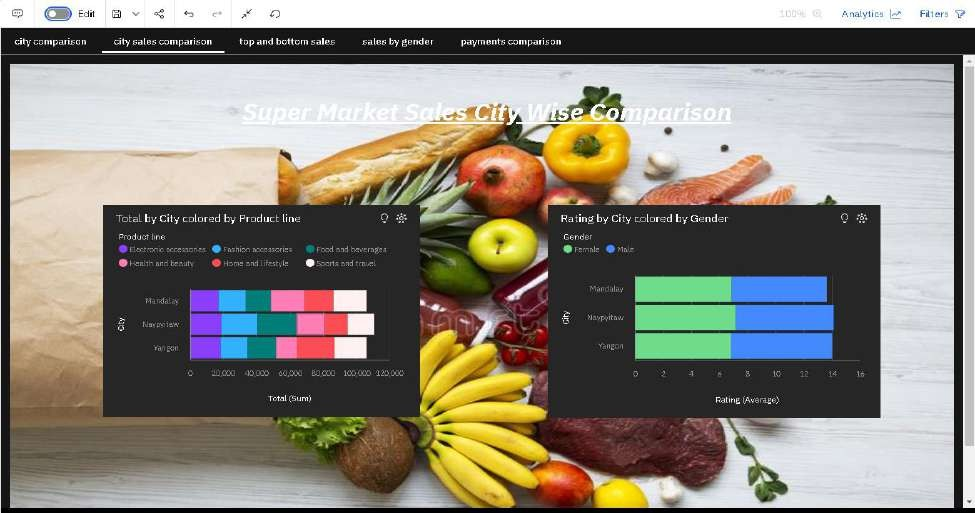 Edit
100%
Analytics
Filters
city comparison
city sales comparison
top and bottom sales
sales by gender
payments comparison
Super Market Sales City Wise Comparison
Total by City colored by Product line
Product line
Electronic accessories
Fashion accessories
Food and beverages
Health and beauty
Home and lifestyle
Sports and travel
City
Mandalay
Naypyitaw
Yangon
0 20,000 40,000 60,000 80,000 100,000 120,000
Total (Sum)
Rating by City colored by Gender
Gender
Female
Male
City
Mandalay
Naypyitaw
Yangon
0 2 4 6 8 10 12 14 16
Rating (Average)